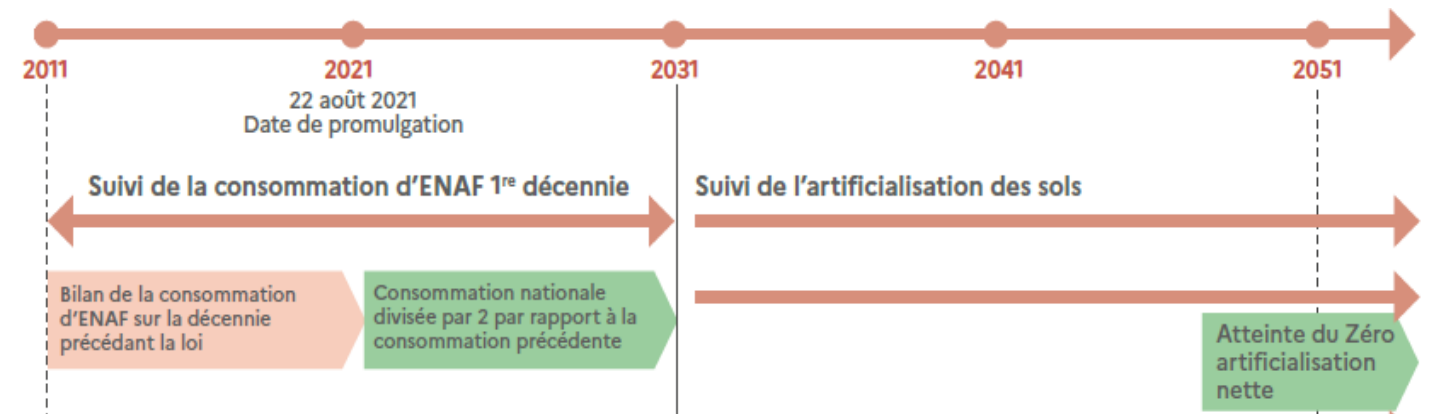 2011
2021
2031
2041
2051
22 août 2021
Date de promulgation
Suivi de la consommation d'ENAF 1re décennie
Suivi de l'artificialisation des sols
Bilan de la consommation
d'ENAF sur la décennie
précédant la loi
Consommation nationale
divisée par 2 par rapport à la
consommation précédente
Atteinte du Zéro
artificialisation
nette